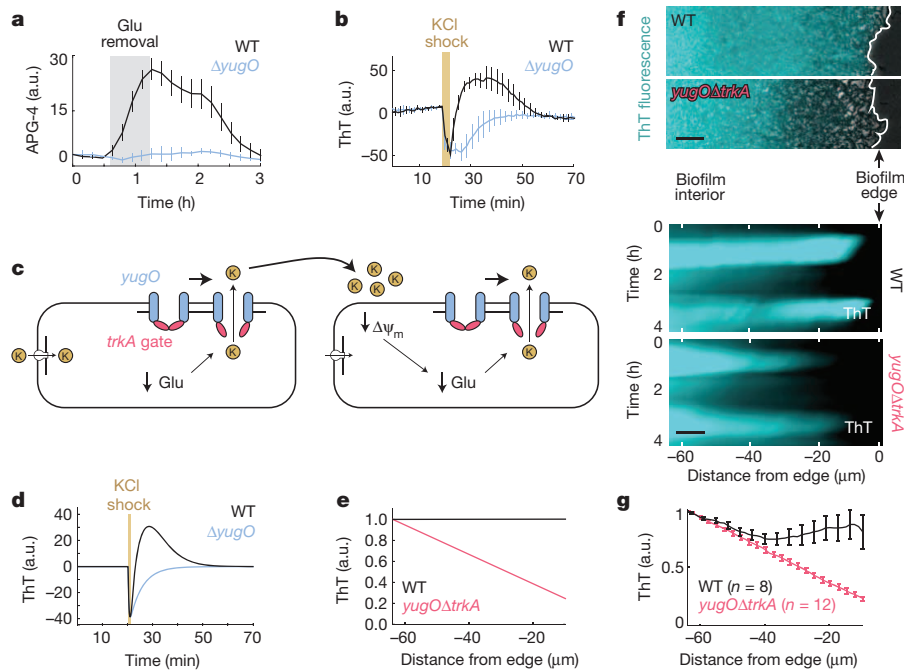 a
Glu
removal
WT
ΔyugO
APG-4 (a.u.)
30
15
0
0 1 2 3
Time (h)
b
KCl
shock
WT
ΔyugO
ThT (a.u.)
50
0
−50
10 30 50 70
Time (min)
c
yugO
trkA gate
K
K
K
K
K K
K K
↓ Glu
↓ ΔΨm
↓ Glu
K
K
d
KCl
shock
WT
ΔyugO
ThT (a.u.)
40
20
0
−20
−40
10 30 50 70
Time (min)
e
ThT (a.u.)
1.0
0.8
0.6
0.4
0.2
0.0
WT
yugOΔtrkA
−60 −40 −20 0
Distance from edge (μm)
f
ThT fluorescence
WT
yugOΔtrkA
Biofilm
interior
Biofilm
edge
Time (h)
0
2
4
ThT
WT
Time (h)
0
2
4
ThT
yugOΔtrkA
−60 −40 −20 0
Distance from edge (μm)
g
ThT (a.u.)
1
0.5
0
WT (n = 8)
yugOΔtrkA (n = 12)
−60 −40 −20 0
Distance from edge (μm)